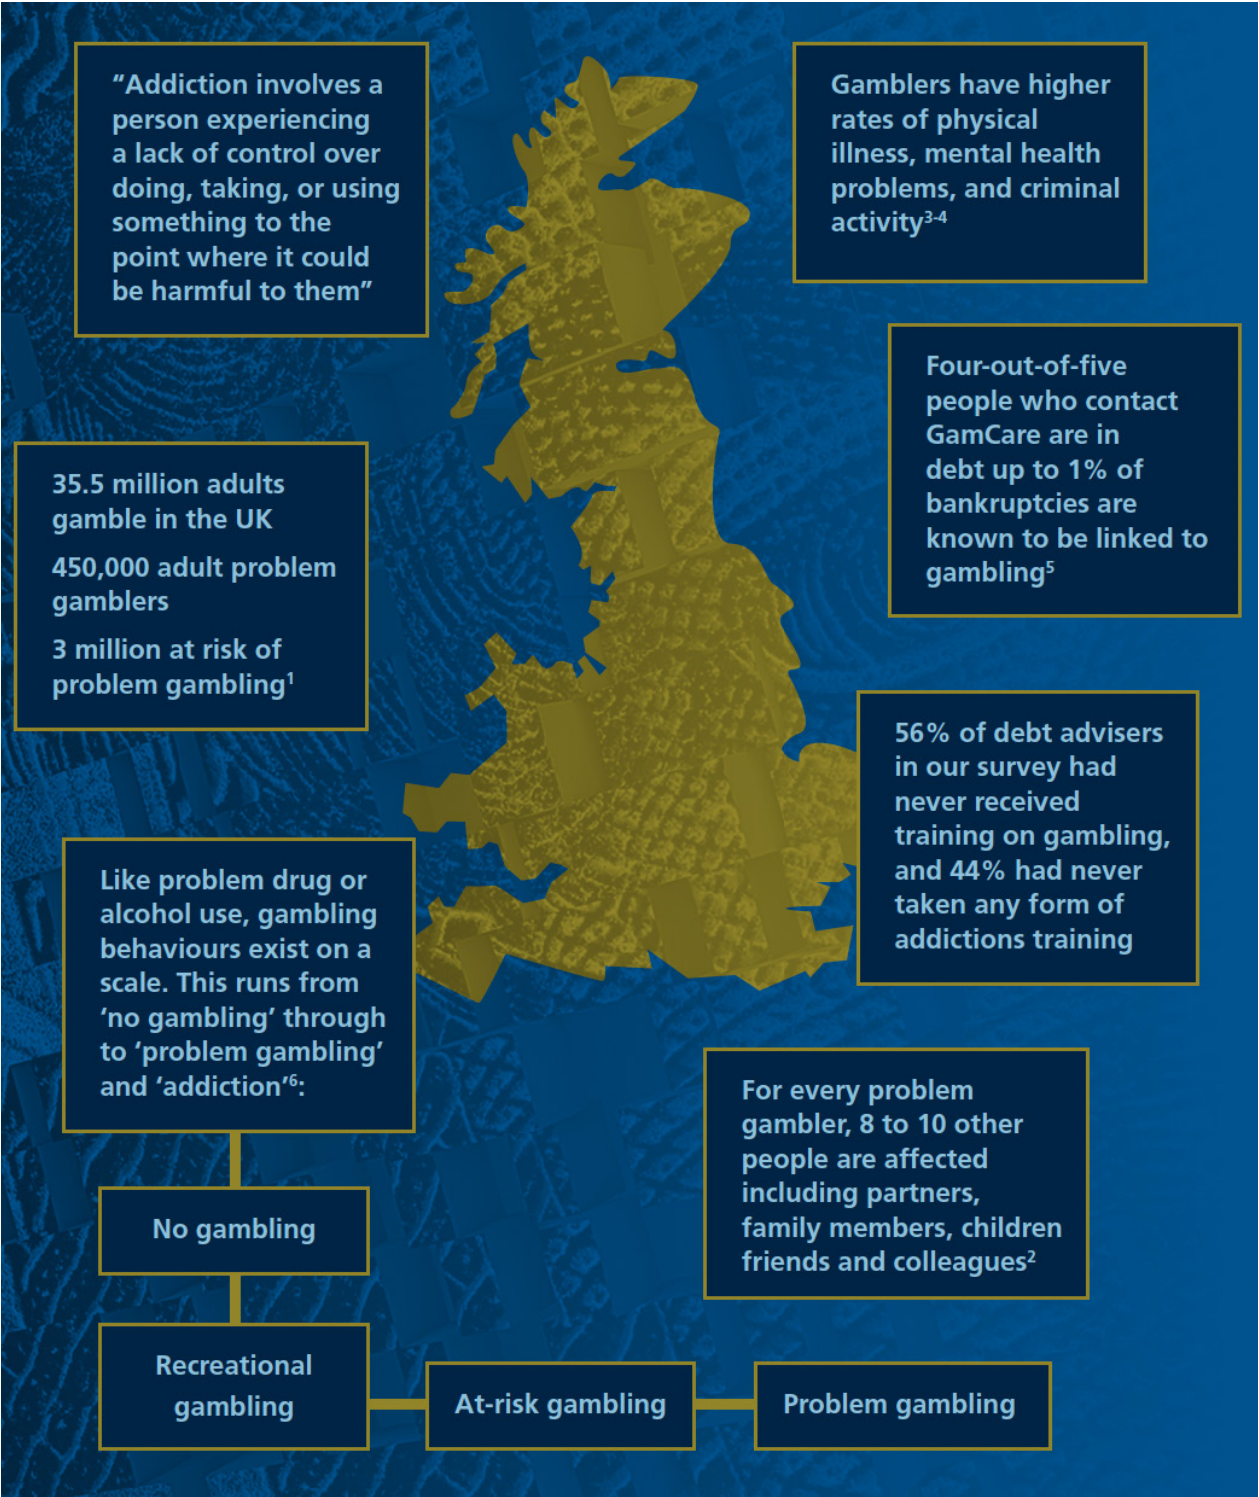 “Addiction involves a
person experiencing
a lack of control over
doing, taking, or using
something to the
point where it could
be harmful to them”
Gamblers have higher
rates of physical
illness, mental health
problems, and criminal
activity3-4
Four-out-of-five
people who contact
GamCare are in
debt up to 1% of
bankruptcies are
known to be linked to
gambling5
35.5 million adults
gamble in the UK
450,000 adult problem
gamblers
3 million at risk of
problem gambling1
56% of debt advisers
in our survey had
never received
training on gambling,
and 44% had never
taken any form of
addictions training
Like problem drug or
alcohol use, gambling
behaviours exist on a
scale. This runs from
‘no gambling’ through
to ‘problem gambling’
and ‘addiction’6:
For every problem
gambler, 8 to 10 other
people are affected
including partners,
family members, children
friends and colleagues2
No gambling
Recreational
gambling
At-risk gambling
Problem gambling